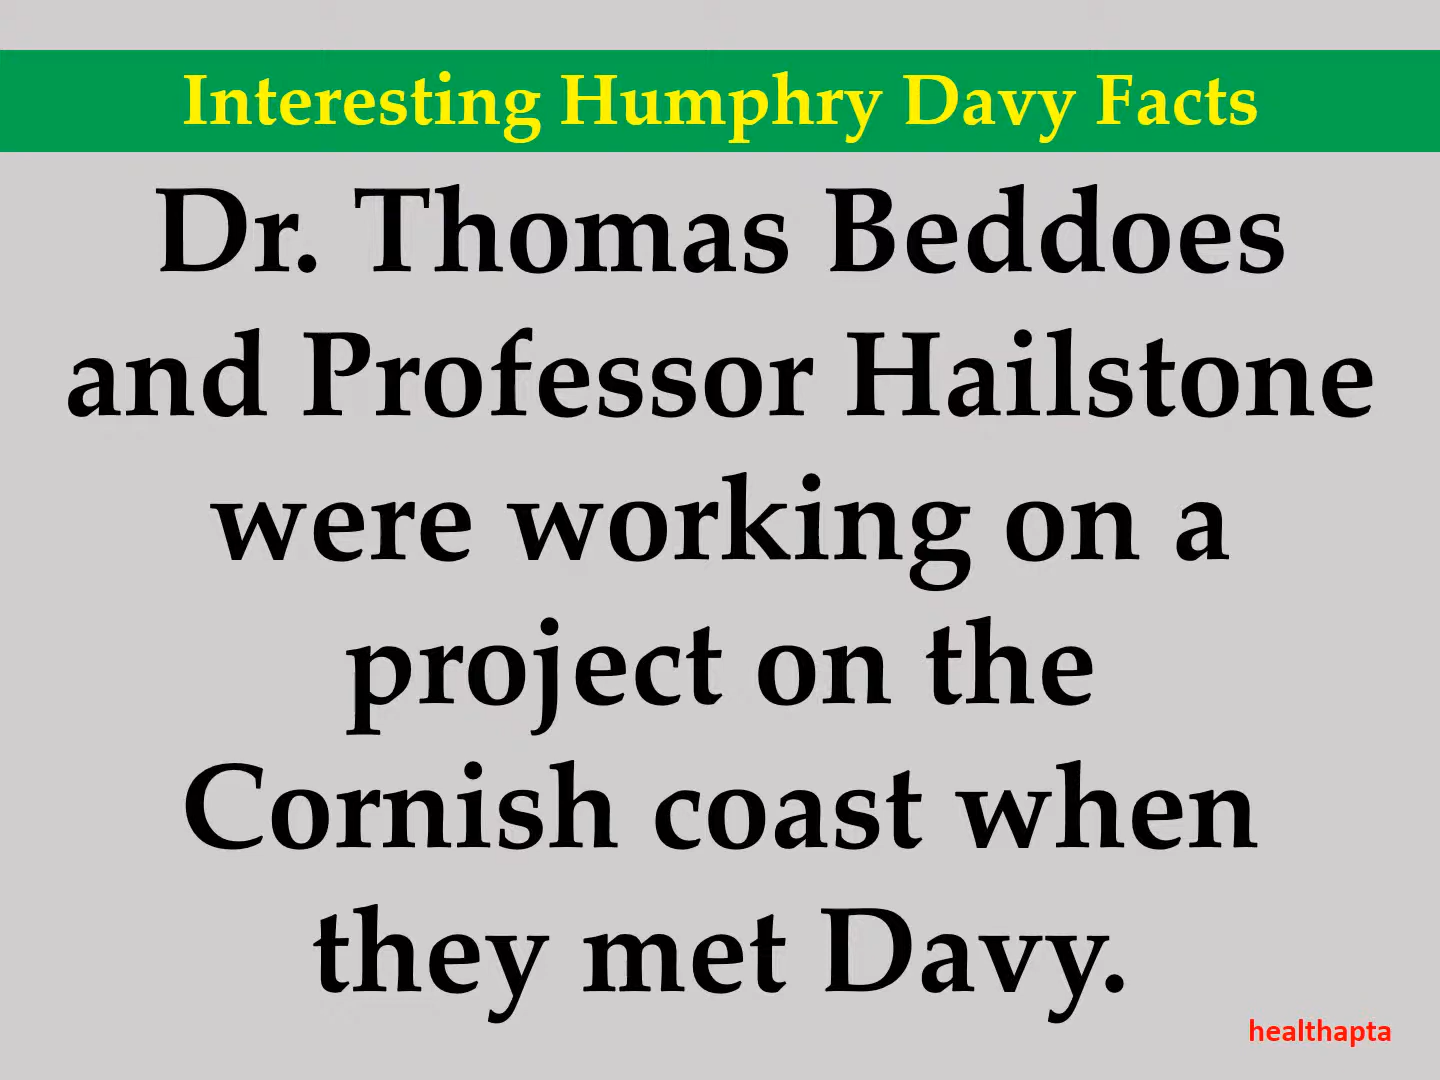 Interesting Humphry Davy Facts
Dr. Thomas Beddoes
and Professor Hailstone
were working on a
project on the
Cornish coast when
they met Davy.
healthapta